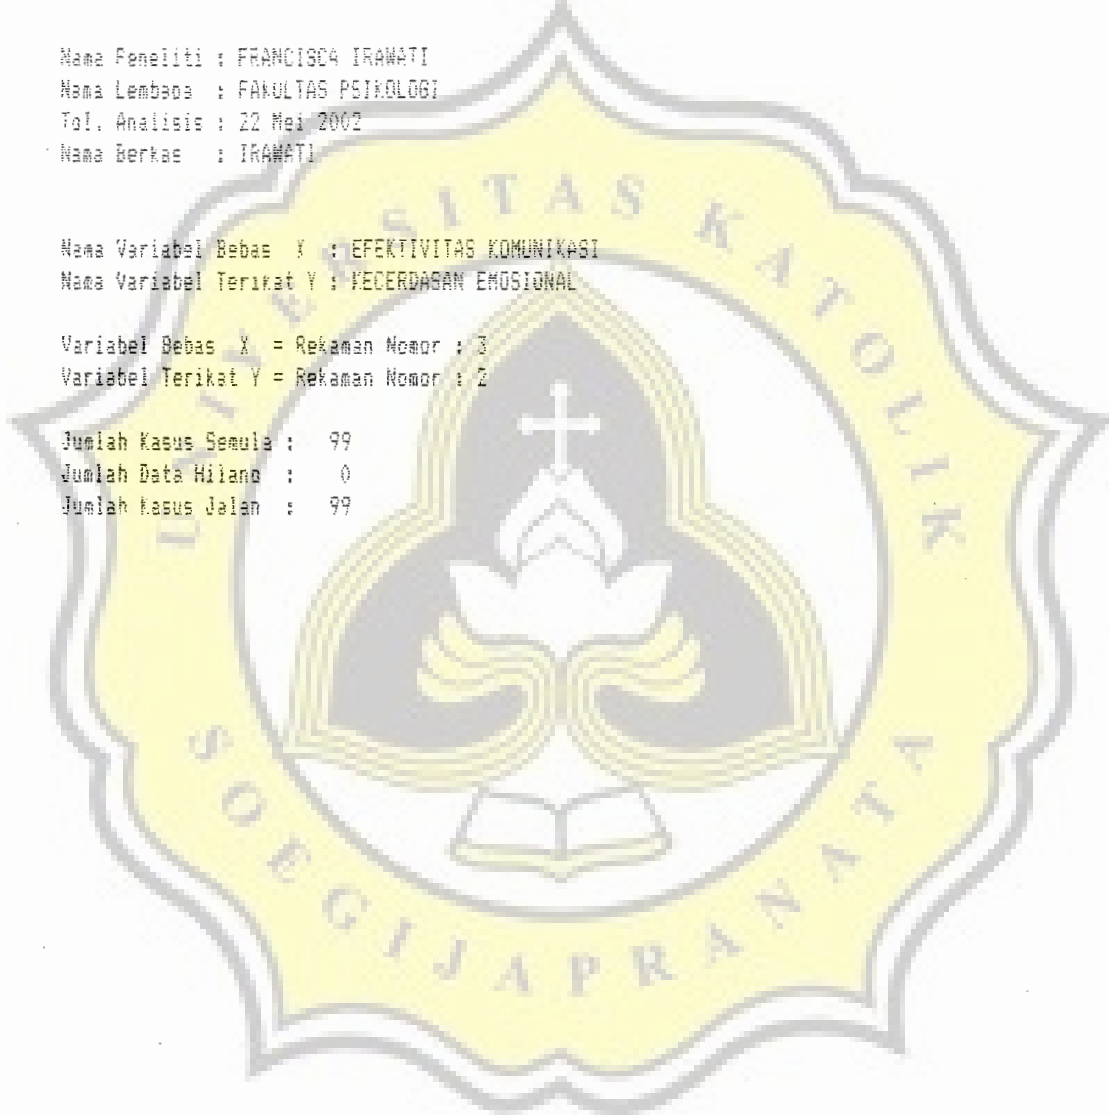 Nama Peneliti : FRANCISCA IRAWATI
Nama Lembaga : FAKULTAS PSIKOLOGI
Tgl. Analisis : 22 Mei 2002
Nama Berkas : IRAWATI
Nama Variabel Bebas X : EFEKTIVITAS KOMUNIKASI
Nama Variabel Terikat Y : KECERDASAN EMOSIONAL
Variabel Bebas X = Rekaman Nomor : 3
Variabel Terikat Y = Rekaman Nomor : 2
Jumlah Kasus Semula : 99
Jumlah Data Hilang : 0
Jumlah Kasus Jalan : 99
UNIVERSITAS KATOLIK
SOEGIJAPRANATA